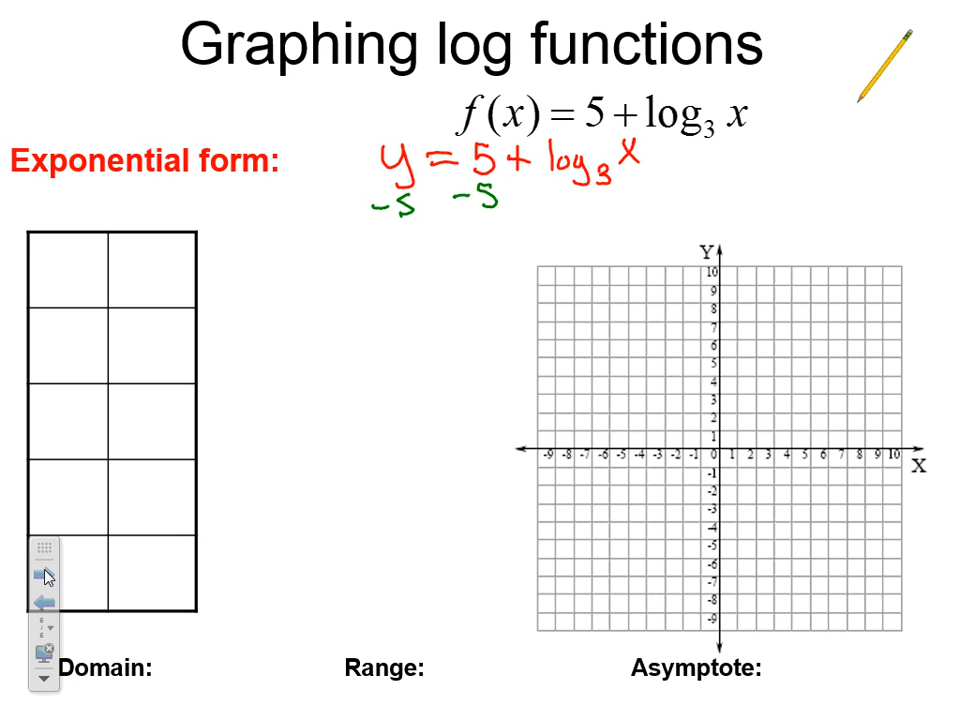 Graphing log functions
f(x) = 5 + log₃ x
Exponential form:
y = 5 + log₃ x
-5 -5
Y
10
9
8
7
6
5
4
3
2
1
-9 -8 -7 -6 -5 -4 -3 -2 -1 0 1 2 3 4 5 6 7 8 9 10
X
-1
-2
-3
-4
-5
-6
-7
-8
-9
6
/
6
Domain: Range: Asymptote: